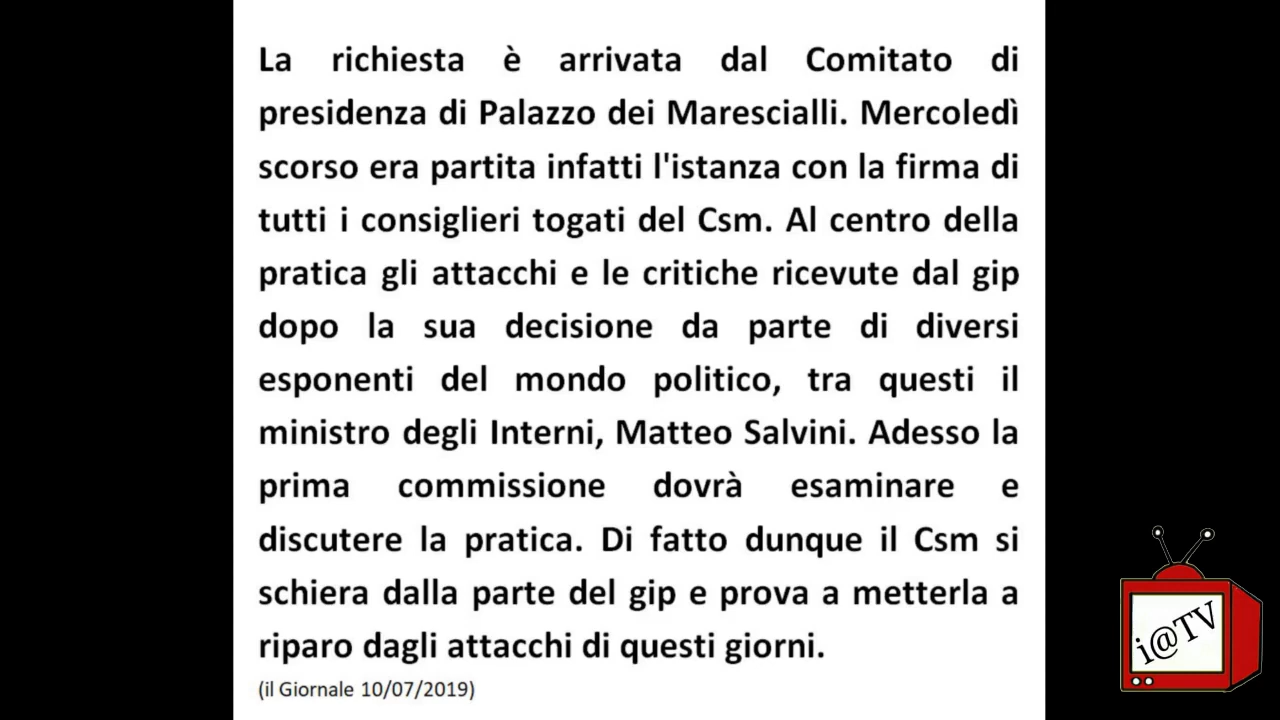 La richiesta è arrivata dal Comitato di
presidenza di Palazzo dei Marescialli. Mercoledì
scorso era partita infatti l'istanza con la firma di
tutti i consiglieri togati del Csm. Al centro della
pratica gli attacchi e le critiche ricevute dal gip
dopo la sua decisione da parte di diversi
esponenti del mondo politico, tra questi il
ministro degli Interni, Matteo Salvini. Adesso la
prima commissione dovrà esaminare e
discutere la pratica. Di fatto dunque il Csm si
schiera dalla parte del gip e prova a metterla a
riparo dagli attacchi di questi giorni.
(il Giornale 10/07/2019)
i@TV